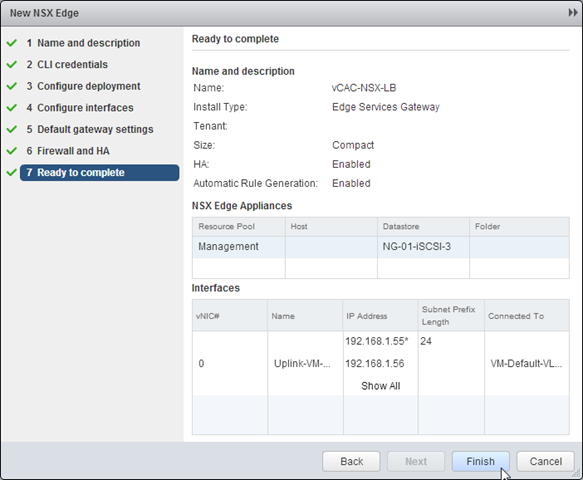 New NSX Edge
1 Name and description
2 CLI credentials
3 Configure deployment
4 Configure interfaces
5 Default gateway settings
6 Firewall and HA
7 Ready to complete
Ready to complete
Name and description
Name: vCAC-NSX-LB
Install Type: Edge Services Gateway
Tenant:
Size: Compact
HA: Enabled
Automatic Rule Generation: Enabled
NSX Edge Appliances
Resource Pool Host Datastore Folder
Management NG-01-iSCSI-3
Interfaces
vNIC# Name IP Address Subnet Prefix Length Connected To
192.168.1.55* 24
0 Uplink-VM-... 192.168.1.56 VM-Default-VL...
Show All
Back Next Finish Cancel